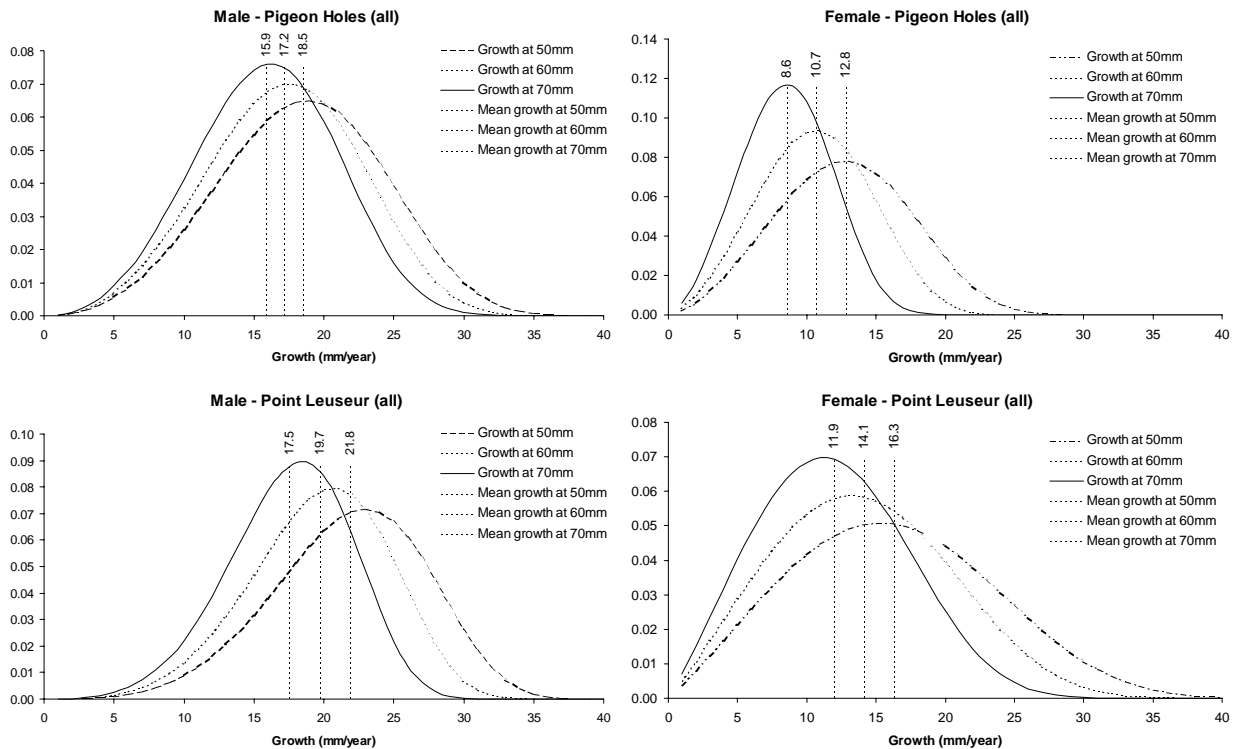 Male - Pigeon Holes (all)
15.9
17.2
18.5
0.08
0.07
0.06
0.05
0.04
0.03
0.02
0.01
0.00
0 5 10 15 20 25 30 35 40
Growth (mm/year)
Growth at 50mm
Growth at 60mm
Growth at 70mm
Mean growth at 50mm
Mean growth at 60mm
Mean growth at 70mm
Female - Pigeon Holes (all)
8.6
10.7
12.8
0.14
0.12
0.10
0.08
0.06
0.04
0.02
0.00
0 5 10 15 20 25 30 35 40
Growth (mm/year)
Growth at 50mm
Growth at 60mm
Growth at 70mm
Mean growth at 50mm
Mean growth at 60mm
Mean growth at 70mm
Male - Point Leuseur (all)
17.5
19.7
21.8
0.10
0.09
0.08
0.07
0.06
0.05
0.04
0.03
0.02
0.01
0.00
0 5 10 15 20 25 30 35 40
Growth (mm/year)
Growth at 50mm
Growth at 60mm
Growth at 70mm
Mean growth at 50mm
Mean growth at 60mm
Mean growth at 70mm
Female - Point Leuseur (all)
11.9
14.1
16.3
0.08
0.07
0.06
0.05
0.04
0.03
0.02
0.01
0.00
0 5 10 15 20 25 30 35 40
Growth (mm/year)
Growth at 50mm
Growth at 60mm
Growth at 70mm
Mean growth at 50mm
Mean growth at 60mm
Mean growth at 70mm